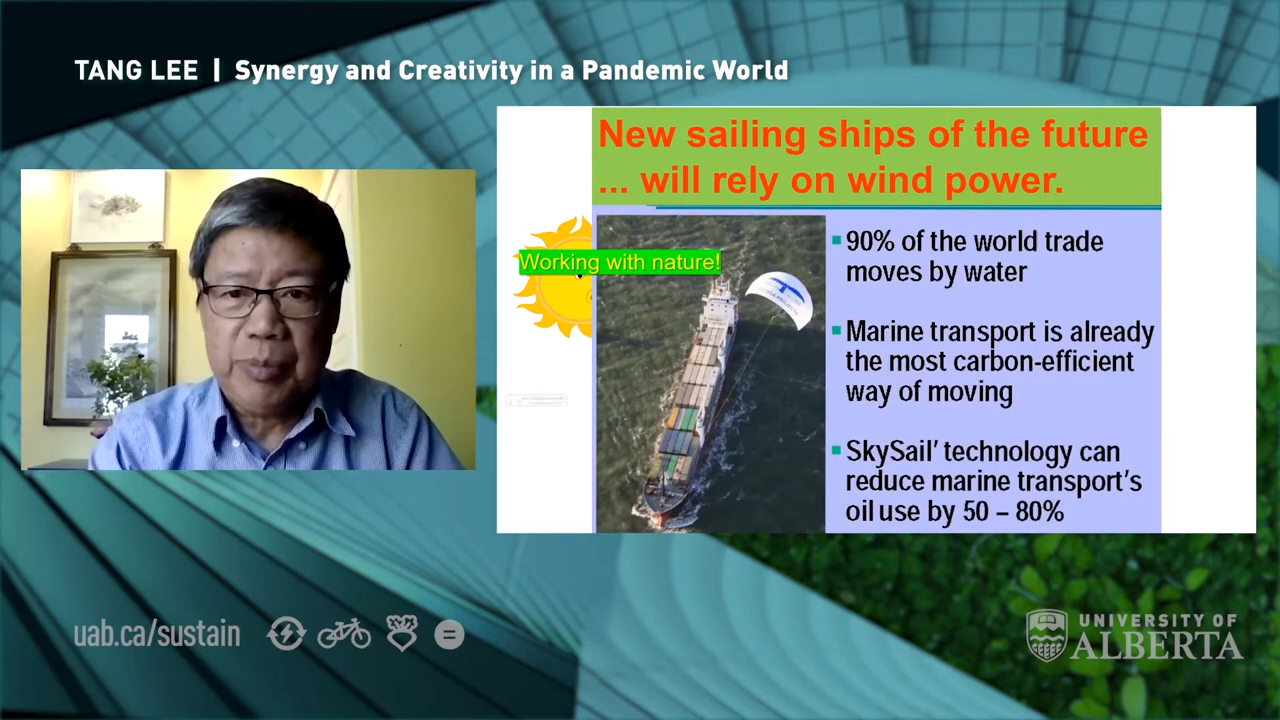 TANG LEE | Synergy and Creativity in a Pandemic World
New sailing ships of the future
... will rely on wind power.
Working with nature!
90% of the world trade
moves by water
Marine transport is already
the most carbon-efficient
way of moving
SkySail’ technology can
reduce marine transport’s
oil use by 50 – 80%
uab.ca/sustain
UNIVERSITY OF
ALBERTA